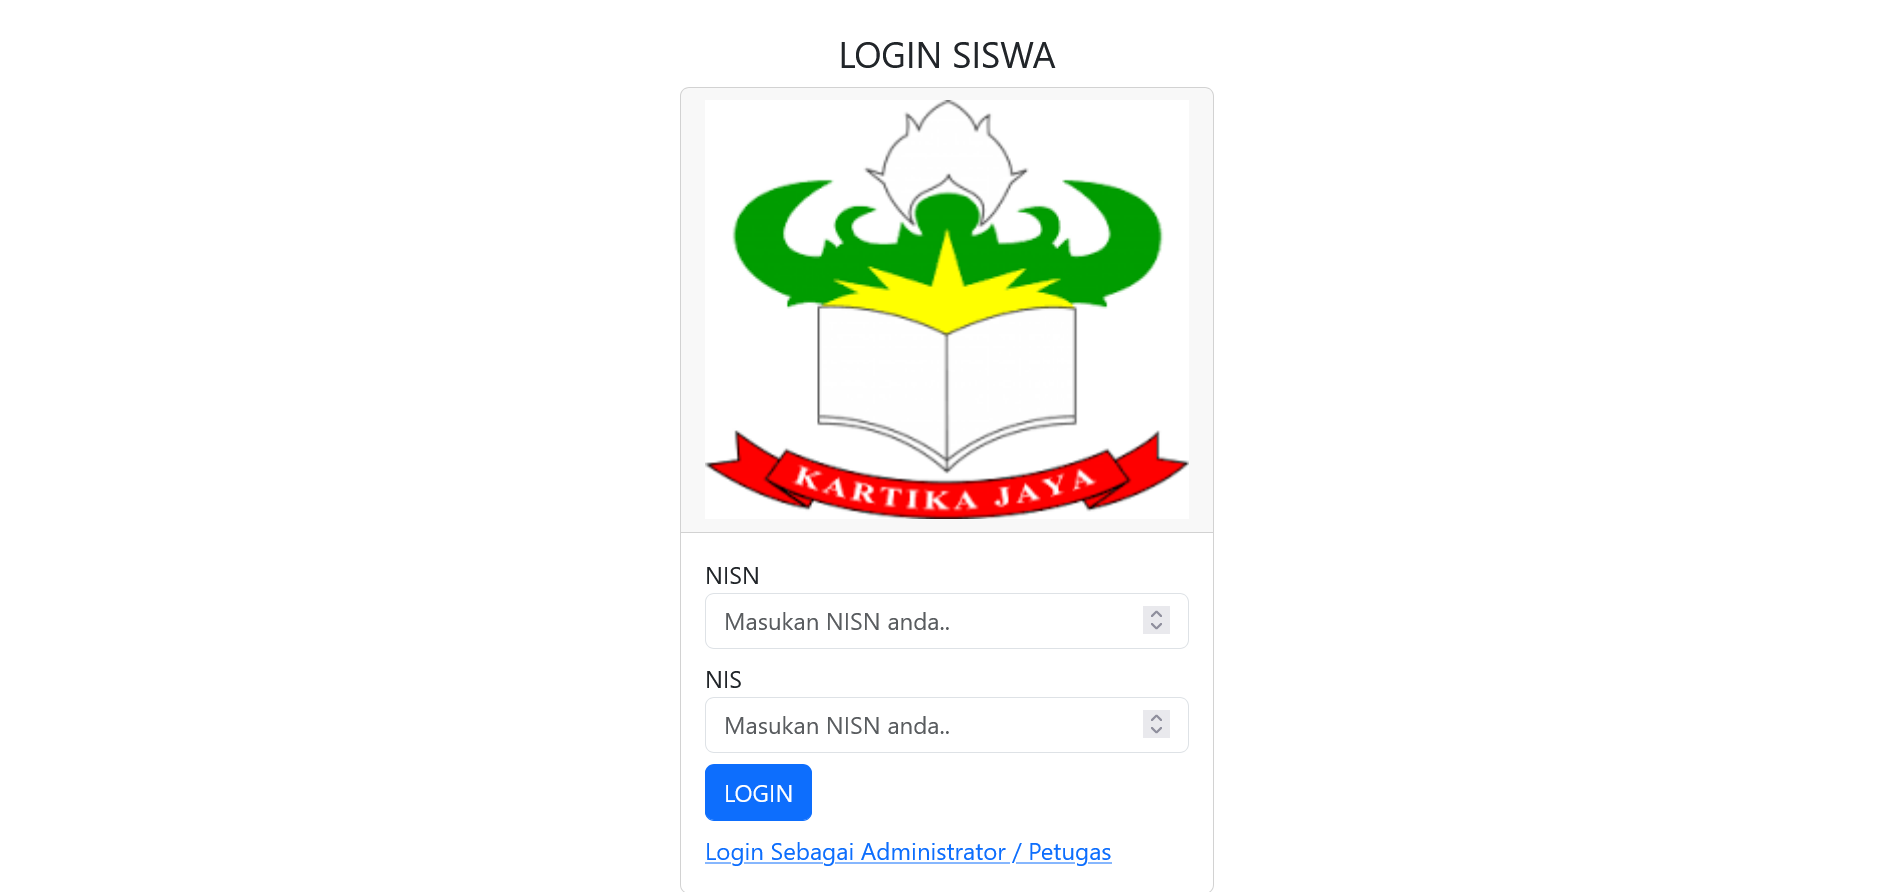 LOGIN SISWA
KARTIKA JAYA
NISN
Masukan NISN anda..
NIS
Masukan NISN anda..
LOGIN
Login Sebagai Administrator / Petugas